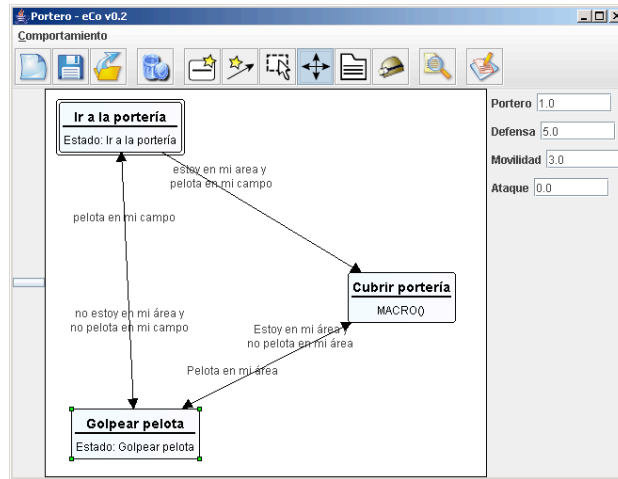 Portero - eCo v0.2
Comportamiento
Ir a la portería
Estado: Ir a la portería
estoy en mi area y
pelota en mi campo
pelota en mi campo
Cubrir portería
MACRO()
no estoy en mi área y
no pelota en mi campo
Estoy en mi área y
no pelota en mi área
Pelota en mi área
Golpear pelota
Estado: Golpear pelota
Portero 1.0
Defensa 5.0
Movilidad 3.0
Ataque 0.0